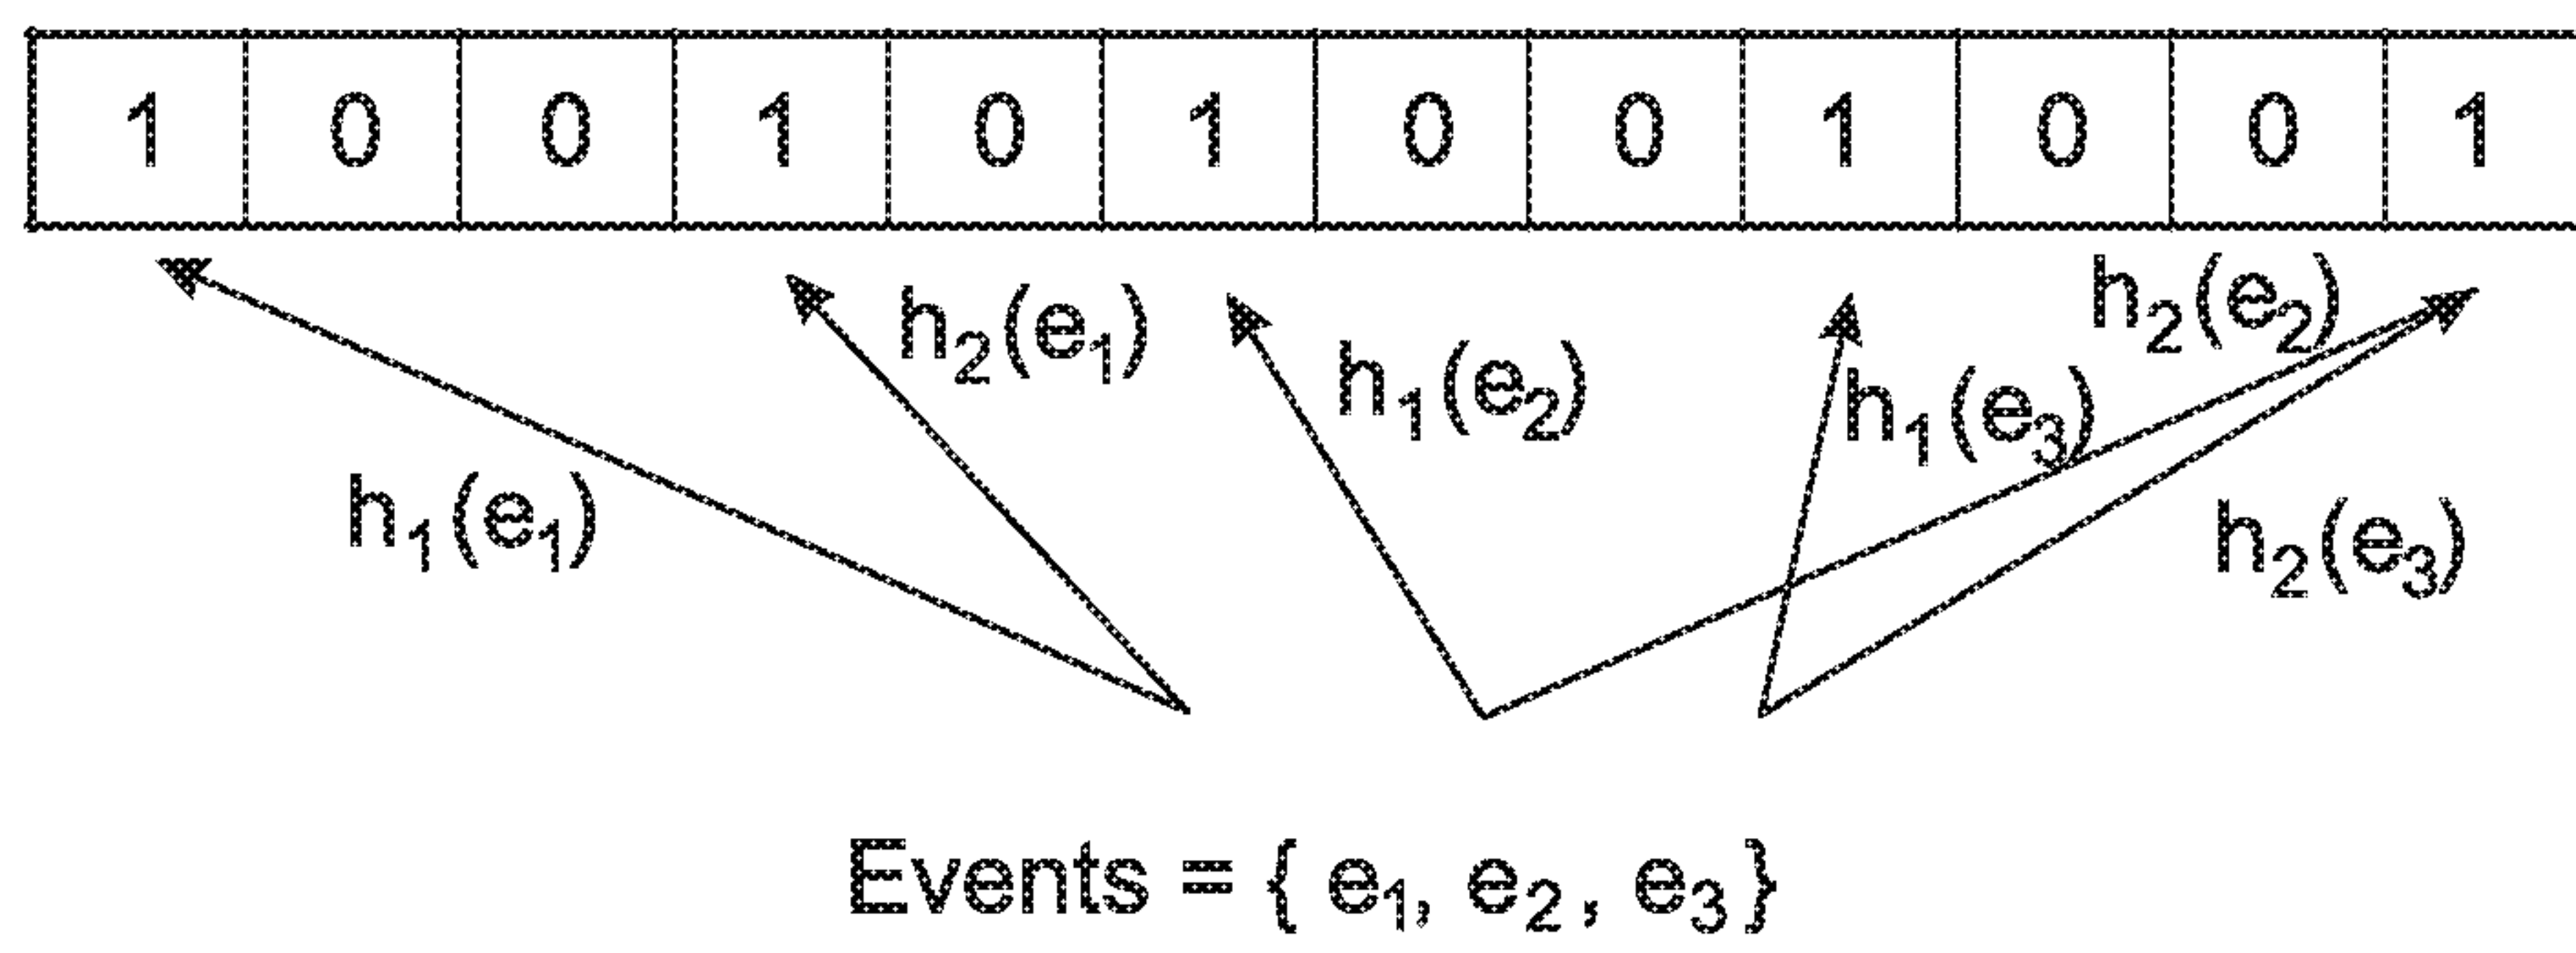 1 0 0 1 0 1 0 0 1 0 0 1
h₂(e₂)
h₂(e₁)
h₁(e₂)
h₁(e₃)
h₁(e₁)
h₂(e₃)
Events = { e₁, e₂, e₃ }